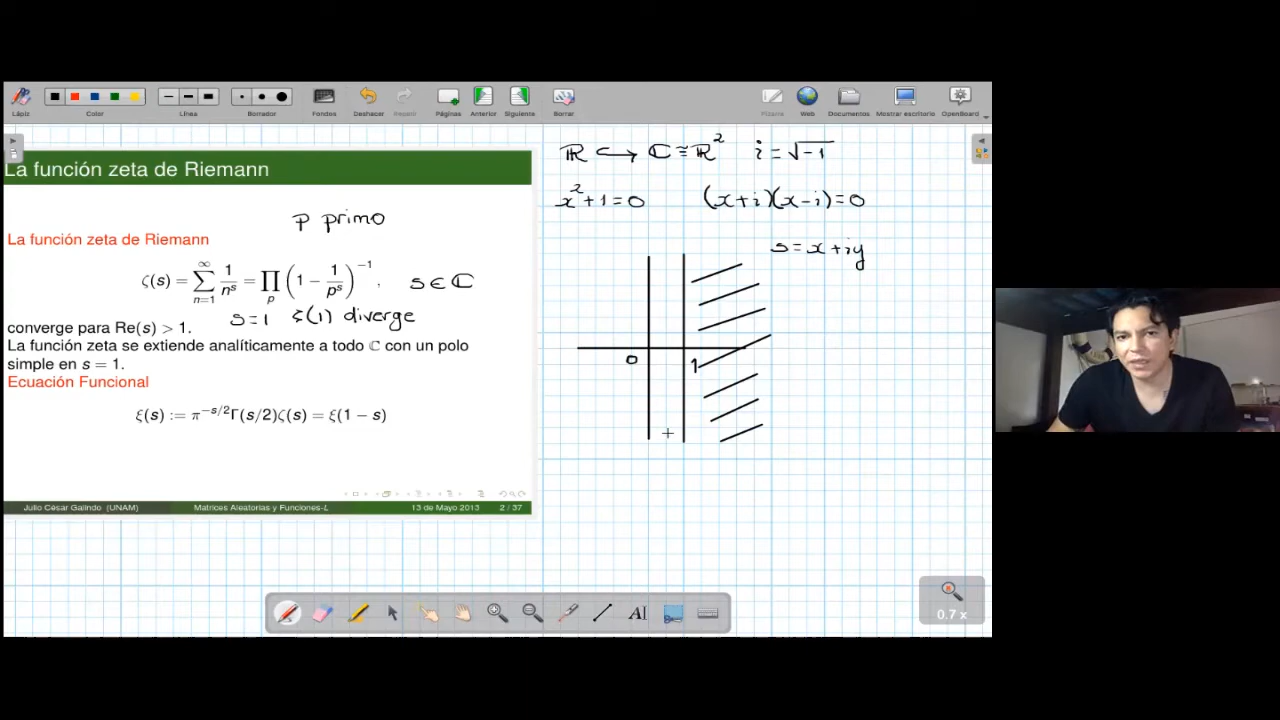 Lápiz Color Línea Borrador Fondos Deshacer Rehacer Páginas Anterior Siguiente Borrar Pizarra Web Documentos Mostrar escritorio OpenBoard
La función zeta de Riemann
p primo
La función zeta de Riemann
ζ(s) = ∑_{n=1}^{∞} 1/n^s = ∏_p (1 − 1/p^s)^{−1}, s ∈ ℂ
s=1 ζ(1) diverge
converge para Re(s) > 1.
La función zeta se extiende analíticamente a todo ℂ con un polo
simple en s = 1.
Ecuación Funcional
ξ(s) := π^{−s/2}Γ(s/2)ζ(s) = ξ(1 − s)
Julio César Galindo (UNAM) Matrices Aleatorias y Funciones-L 13 de Mayo 2013 2 / 37
ℝ ↪ ℂ ≅ ℝ² i = √−1
x² + 1 = 0 (x+i)(x−i) = 0
s = x + iy
0 1
AI
0.7 x